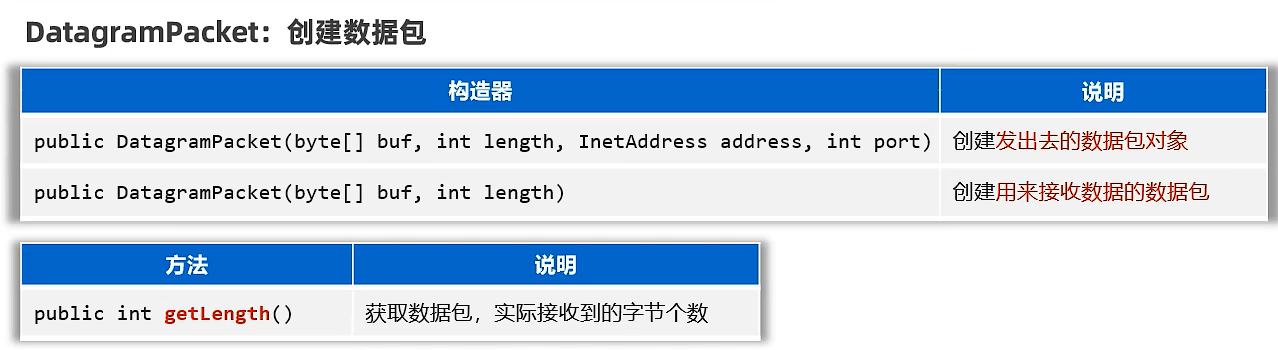 DatagramPacket：创建数据包
构造器 说明
public DatagramPacket(byte[] buf, int length, InetAddress address, int port) 创建发出去的数据包对象
public DatagramPacket(byte[] buf, int length) 创建用来接收数据的数据包
方法 说明
public int getLength() 获取数据包，实际接收到的字节个数